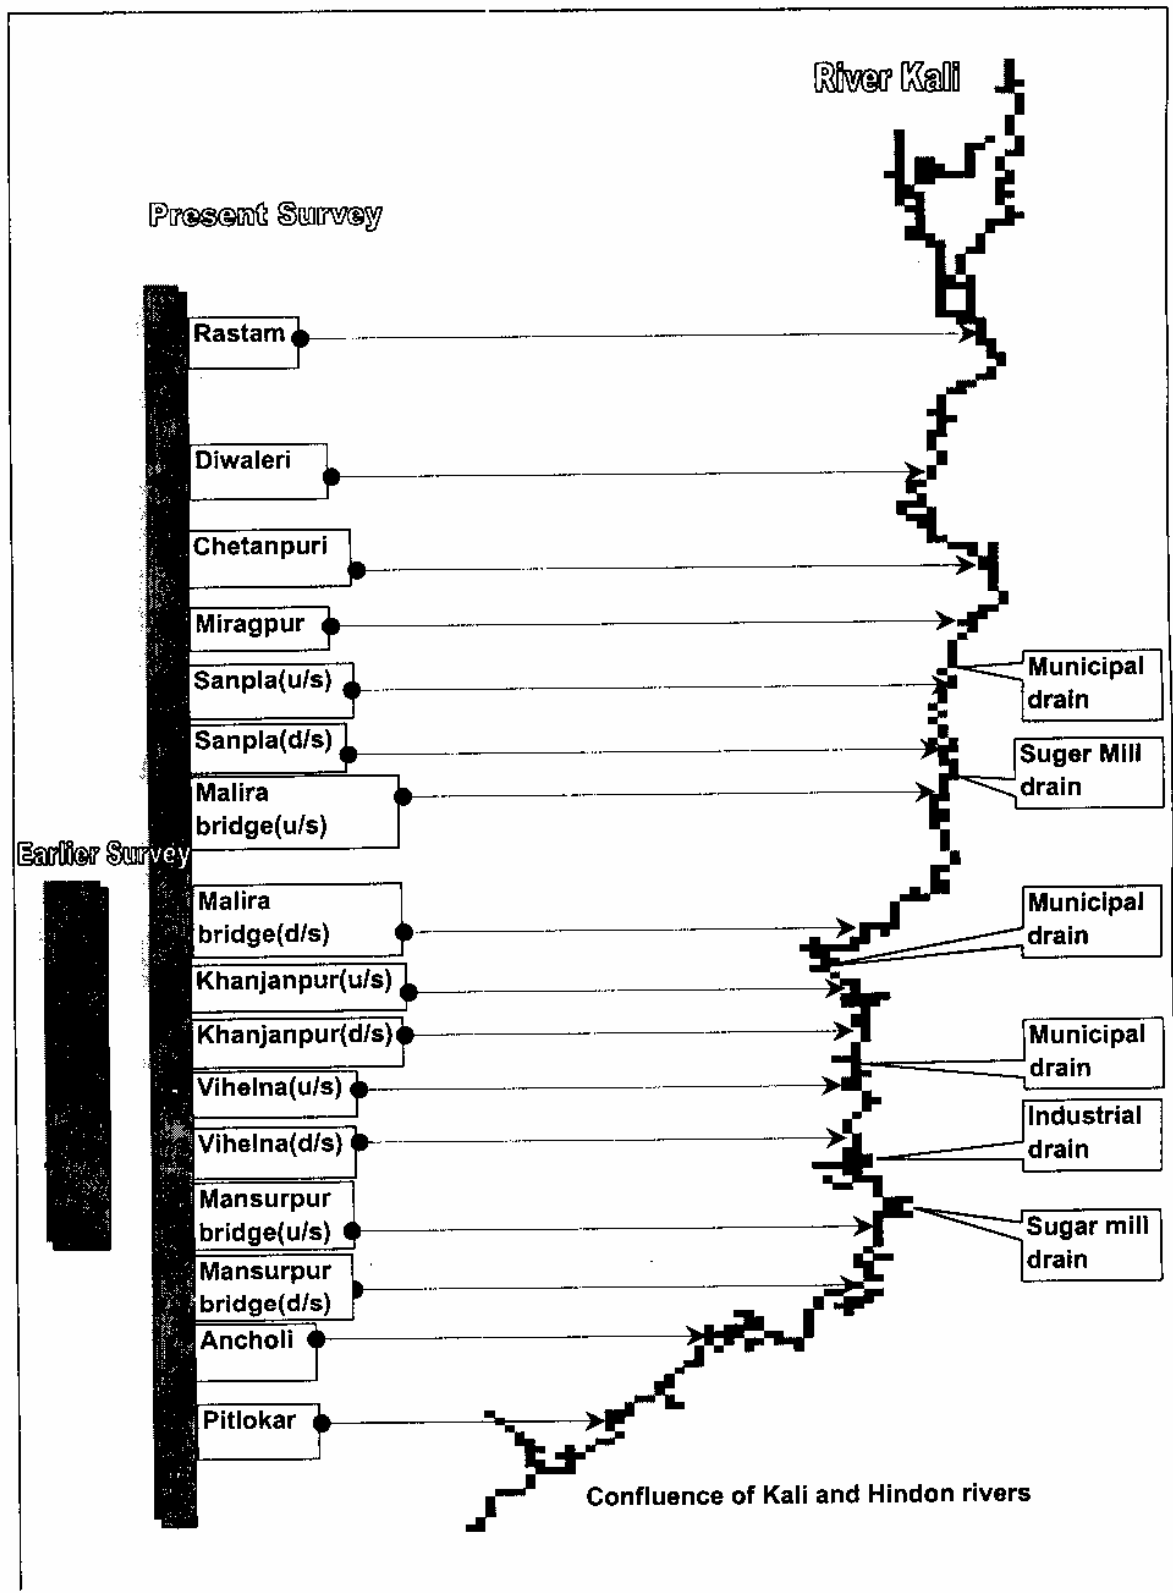 River Kali
Present Survey
Rastam
Diwaleri
Chetanpuri
Miragpur
Sanpla(u/s)
Municipal
drain
Sanpla(d/s)
Suger Mill
drain
Malira
bridge(u/s)
Earlier Survey
Malira
bridge(d/s)
Municipal
drain
Khanjanpur(u/s)
Khanjanpur(d/s)
Municipal
drain
Vihelna(u/s)
Vihelna(d/s)
Industrial
drain
Mansurpur
bridge(u/s)
Sugar mill
drain
Mansurpur
bridge(d/s)
Ancholi
Pitlokar
Confluence of Kali and Hindon rivers